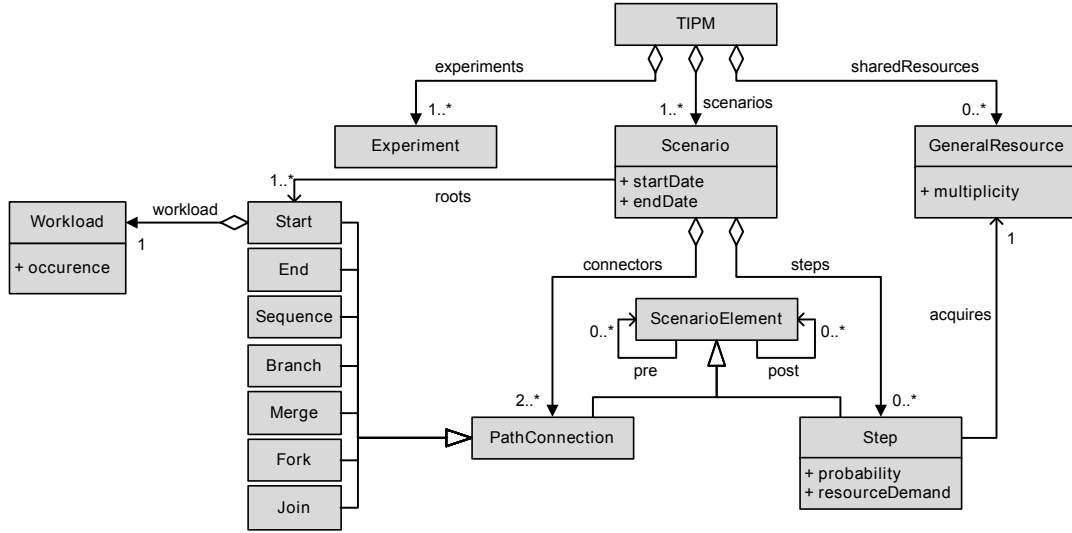 TIPM
experiments
scenarios
sharedResources
1..*
1..*
0..*
Experiment
Scenario
+ startDate
+ endDate
GeneralResource
+ multiplicity
1..*
roots
Workload
+ occurence
workload
1
Start
End
Sequence
Branch
Merge
Fork
Join
connectors
steps
1
acquires
ScenarioElement
0..*
0..*
pre
post
2..*
0..*
PathConnection
Step
+ probability
+ resourceDemand